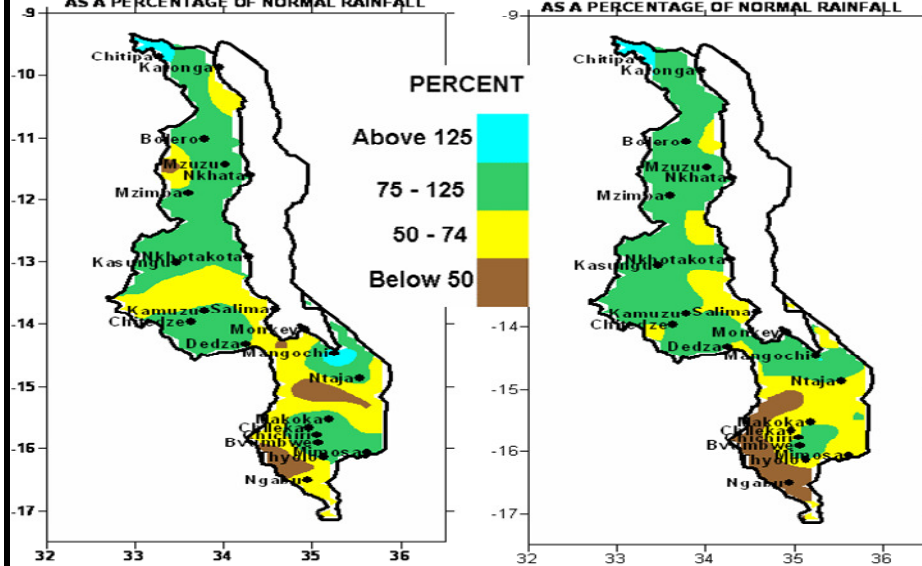 AS A PERCENTAGE OF NORMAL RAINFALL
-9
-10
-11
-12
-13
-14
-15
-16
-17
32
33
34
35
36
Chitipa
Karonga
Bolero
Mzuzu
Nkhata
Mzimba
Nkhotakota
Kasungu
Kamuzu
Salima
Chitedze
Monkey
Dedza
Mangochi
Ntaja
Makoka
Chileka
Chichiri
Bvumbwe
Mimosa
Thyolo
Ngabu
PERCENT
Above 125
75 - 125
50 - 74
Below 50
AS A PERCENTAGE OF NORMAL RAINFALL
-9
-10
-11
-12
-13
-14
-15
-16
-17
32
33
34
35
36
Chitipa
Karonga
Bolero
Mzuzu
Nkhata
Mzimba
Nkhotakota
Kasungu
Kamuzu
Salima
Chitedze
Monkey
Dedza
Mangochi
Ntaja
Makoka
Chileka
Chichiri
Bvumbwe
Mimosa
Thyolo
Ngabu